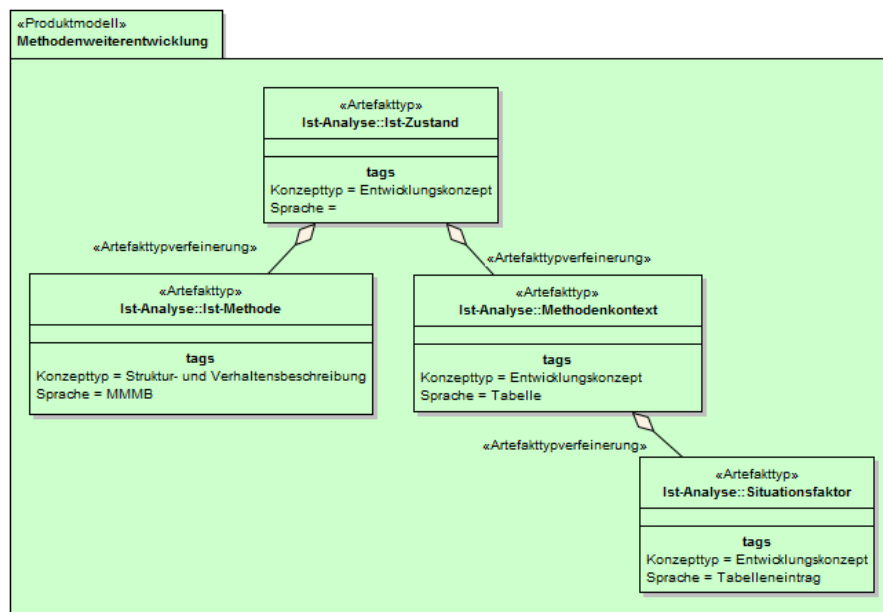 «Produktmodell»
Methodenweiterentwicklung
«Artefakttyp»
Ist-Analyse::Ist-Zustand
tags
Konzepttyp = Entwicklungskonzept
Sprache =
«Artefakttypverfeinerung»
«Artefakttypverfeinerung»
«Artefakttyp»
Ist-Analyse::Ist-Methode
tags
Konzepttyp = Struktur- und Verhaltensbeschreibung
Sprache = MMMB
«Artefakttyp»
Ist-Analyse::Methodenkontext
tags
Konzepttyp = Entwicklungskonzept
Sprache = Tabelle
«Artefakttypverfeinerung»
«Artefakttyp»
Ist-Analyse::Situationsfaktor
tags
Konzepttyp = Entwicklungskonzept
Sprache = Tabelleneintrag